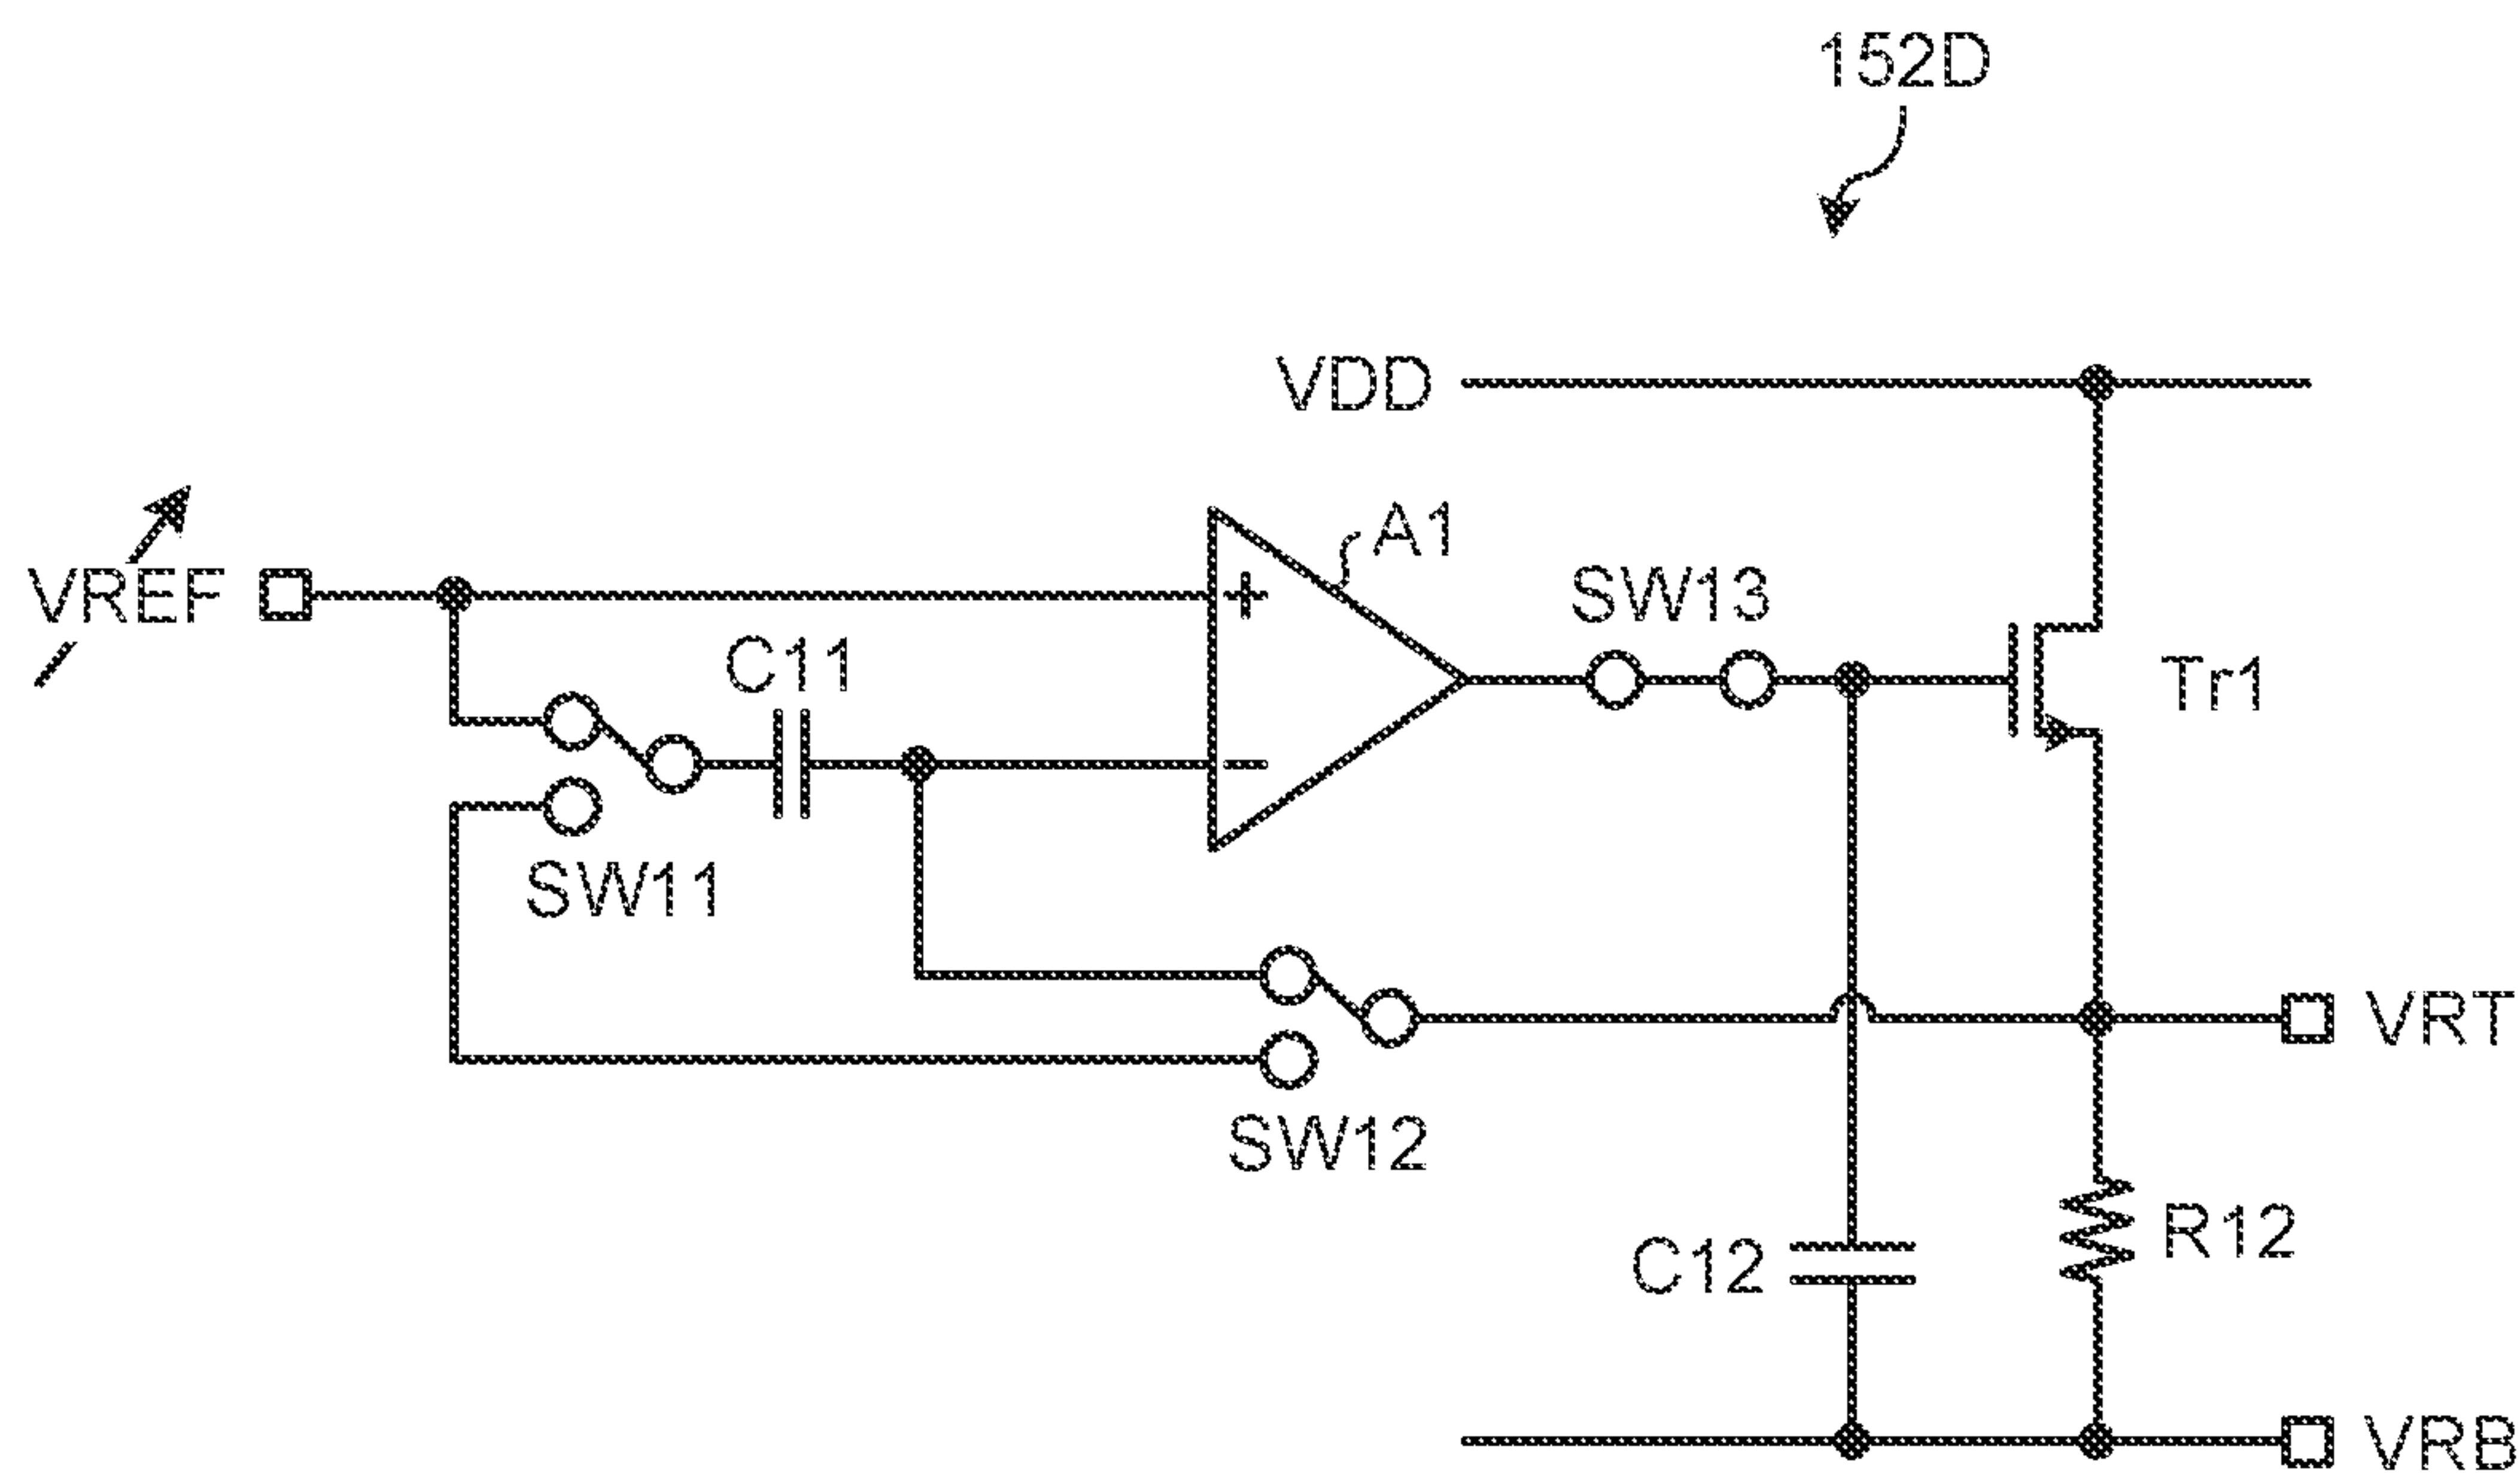 152D
VDD
A1
VREF
SW13
+
C11
Tr1
−
SW11
VRT
SW12
R12
C12
VRB